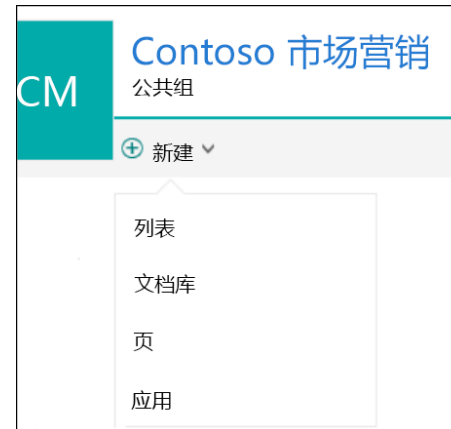 CM
Contoso 市场营销
公共组
新建
列表
文档库
页
应用